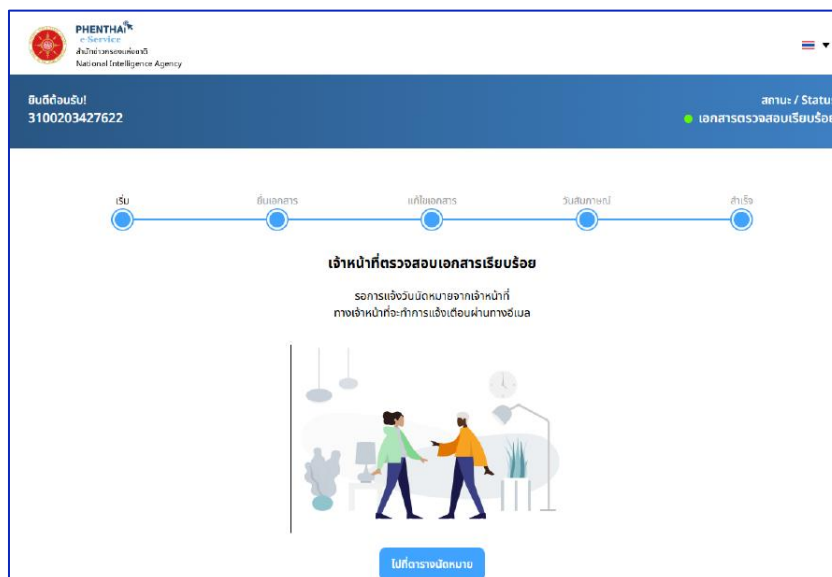 PHENTHAI
e-Service
สำนักข่าวกรองแห่งชาติ
National Intelligence Agency
ยินดีต้อนรับ!
3100203427622
สถานะ / Status
เอกสารตรวจสอบเรียบร้อย
เริ่ม
ยื่นเอกสาร
แก้ไขเอกสาร
วันสัมภาษณ์
สำเร็จ
เจ้าหน้าที่ตรวจสอบเอกสารเรียบร้อย
รอการแจ้งวันนัดหมายจากเจ้าหน้าที่
ทางเจ้าหน้าที่จะทำการแจ้งเตือนผ่านทางอีเมล
ไปที่ตารางนัดหมาย